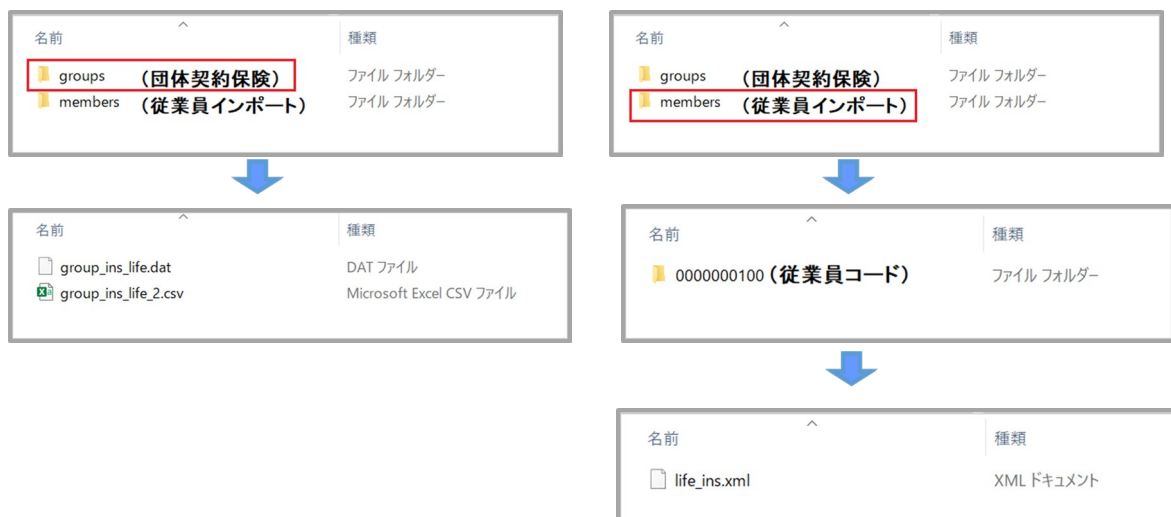 名前 種類
groups (団体契約保険) ファイル フォルダー
members (従業員インポート) ファイル フォルダー
名前 種類
group_ins_life.dat DAT ファイル
group_ins_life_2.csv Microsoft Excel CSV ファイル
名前 種類
groups (団体契約保険) ファイル フォルダー
members (従業員インポート) ファイル フォルダー
名前 種類
0000000100 (従業員コード) ファイル フォルダー
名前 種類
life_ins.xml XML ドキュメント